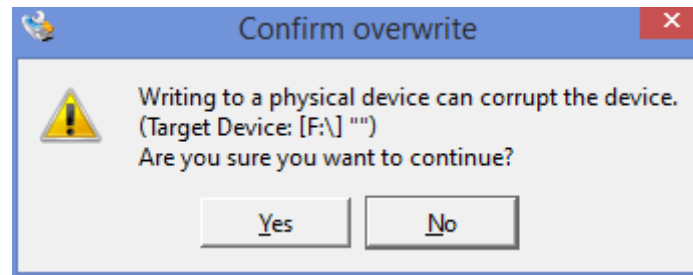 Confirm overwrite
Writing to a physical device can corrupt the device.
(Target Device: [F:\] "")
Are you sure you want to continue?
Yes
No